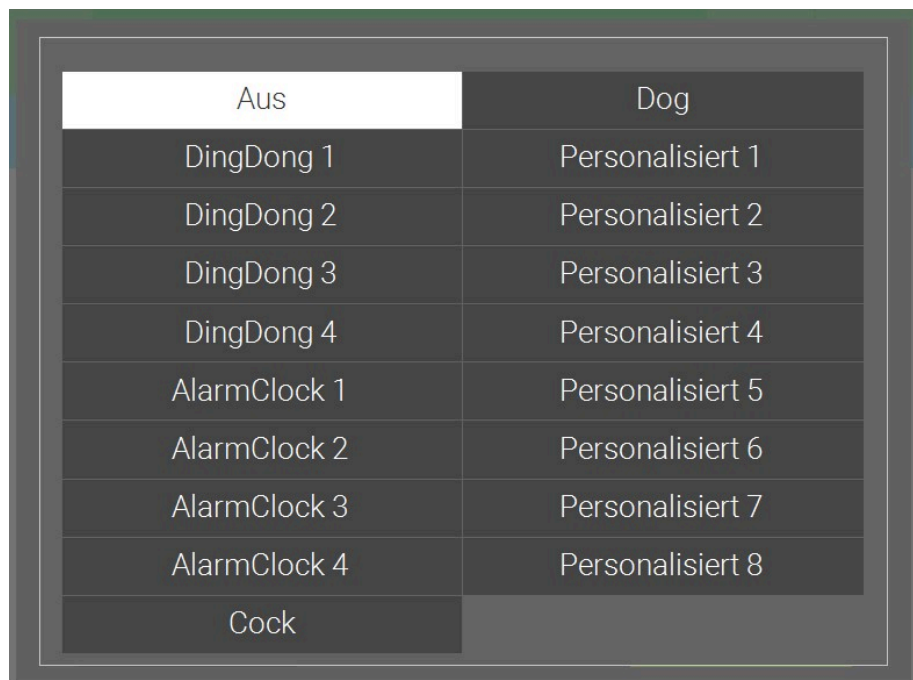 Aus
DingDong 1
DingDong 2
DingDong 3
DingDong 4
AlarmClock 1
AlarmClock 2
AlarmClock 3
AlarmClock 4
Cock
Dog
Personalisiert 1
Personalisiert 2
Personalisiert 3
Personalisiert 4
Personalisiert 5
Personalisiert 6
Personalisiert 7
Personalisiert 8